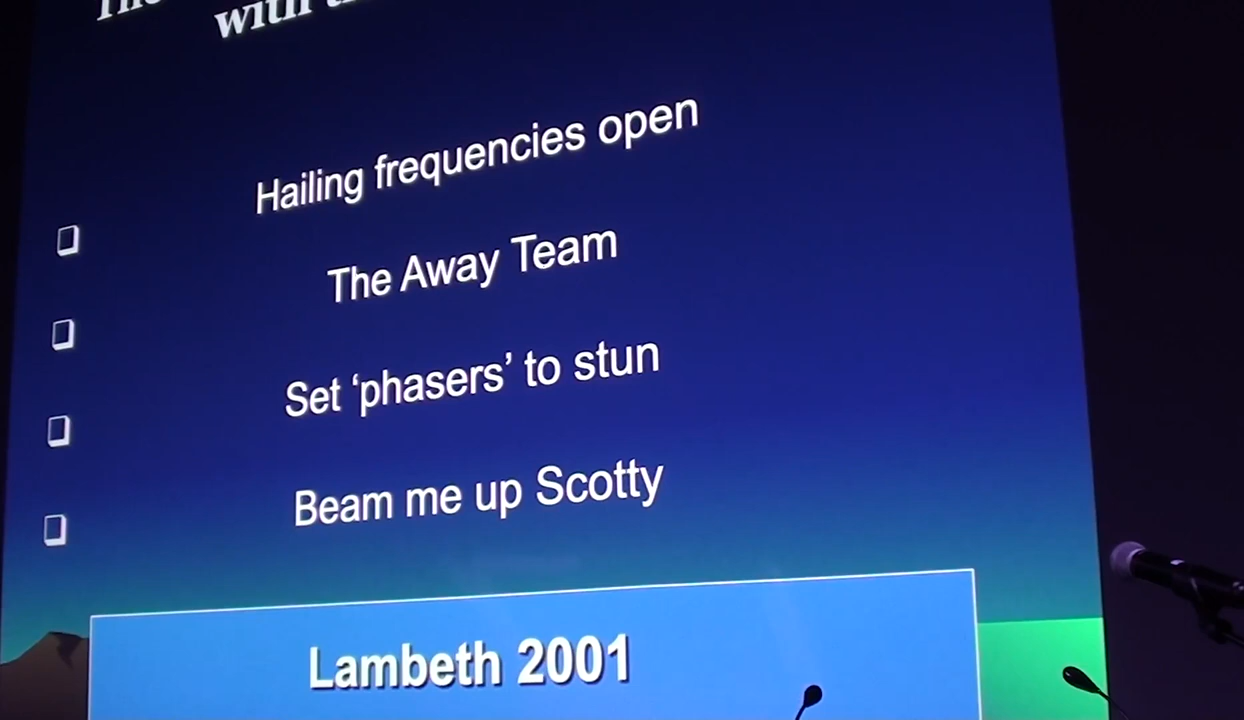 with
Hailing frequencies open
The Away Team
Set ‘phasers’ to stun
Beam me up Scotty
Lambeth 2001